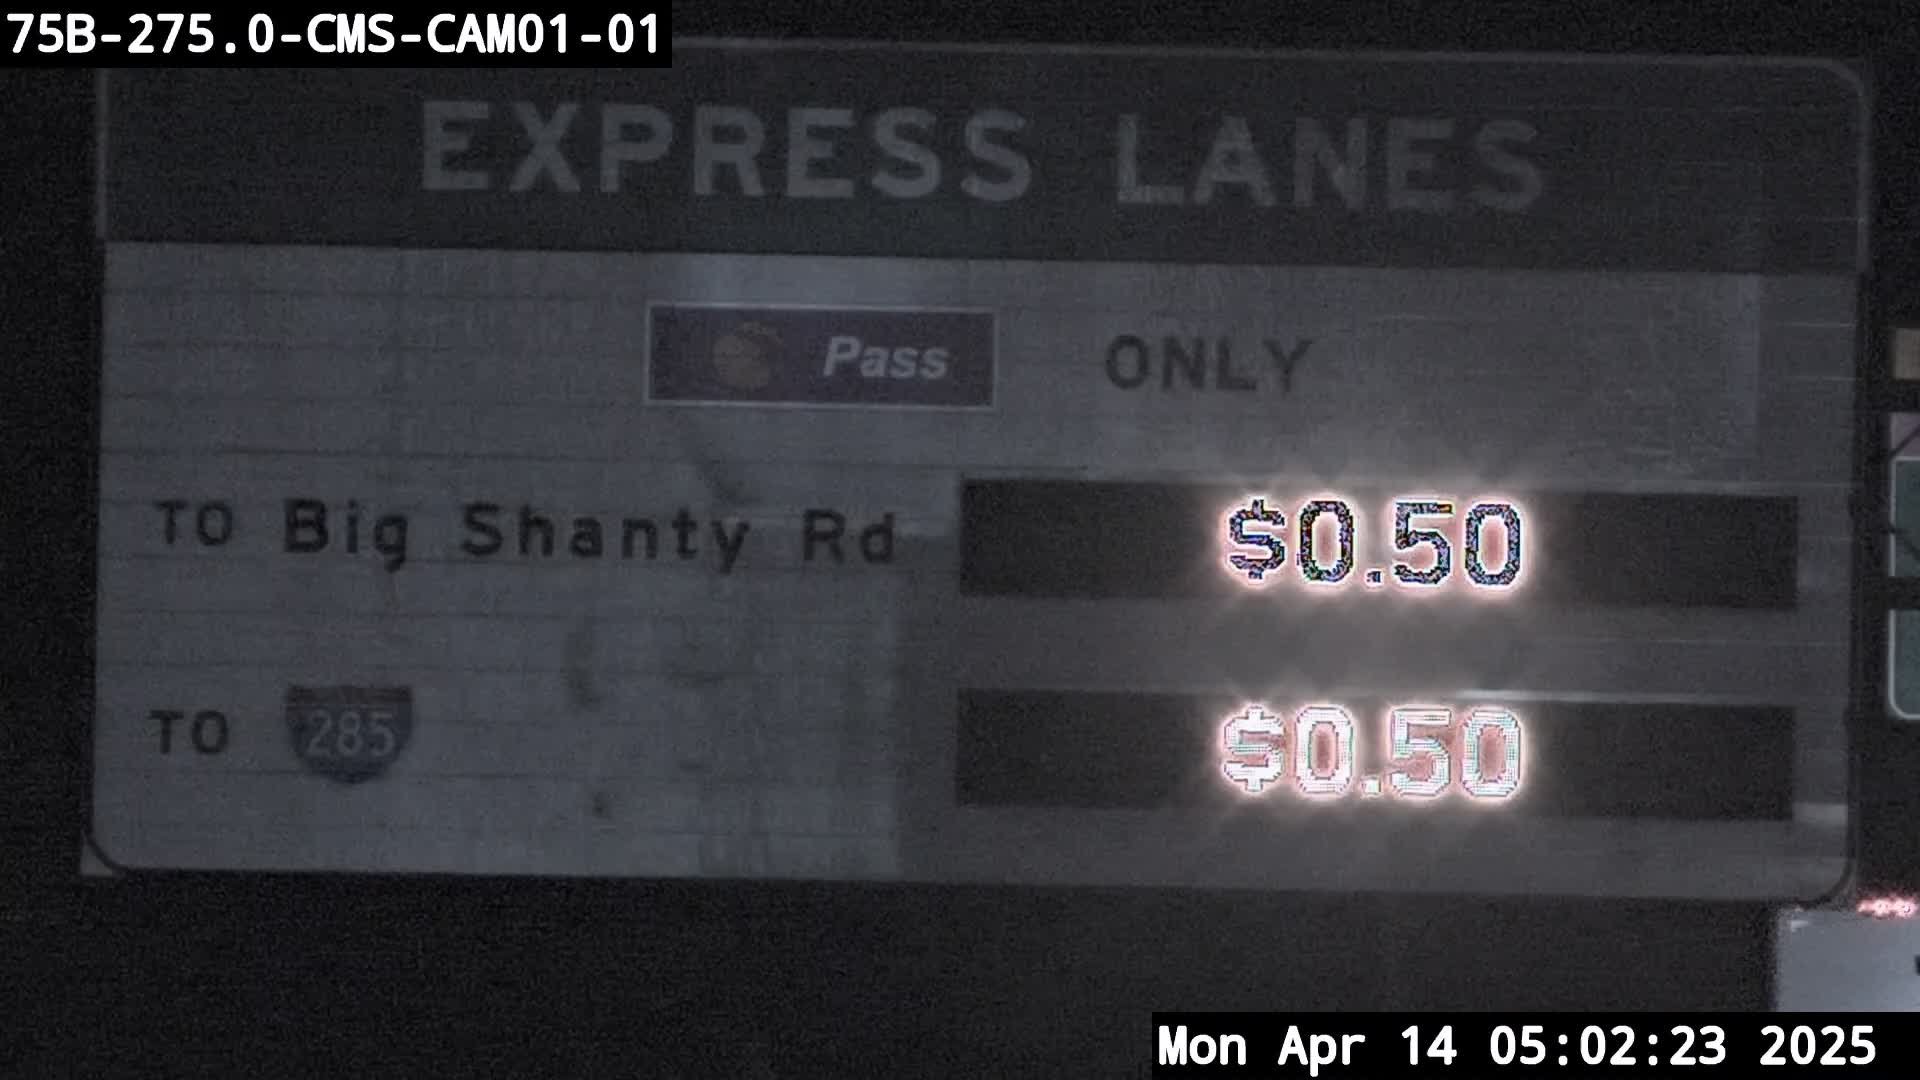 75B-275.0-CMS-CAM01-01
EXPRESS LANES
Pass ONLY
TO Big Shanty Rd $0.50
TO 285 $0.50
Mon Apr 14 05:02:23 2025